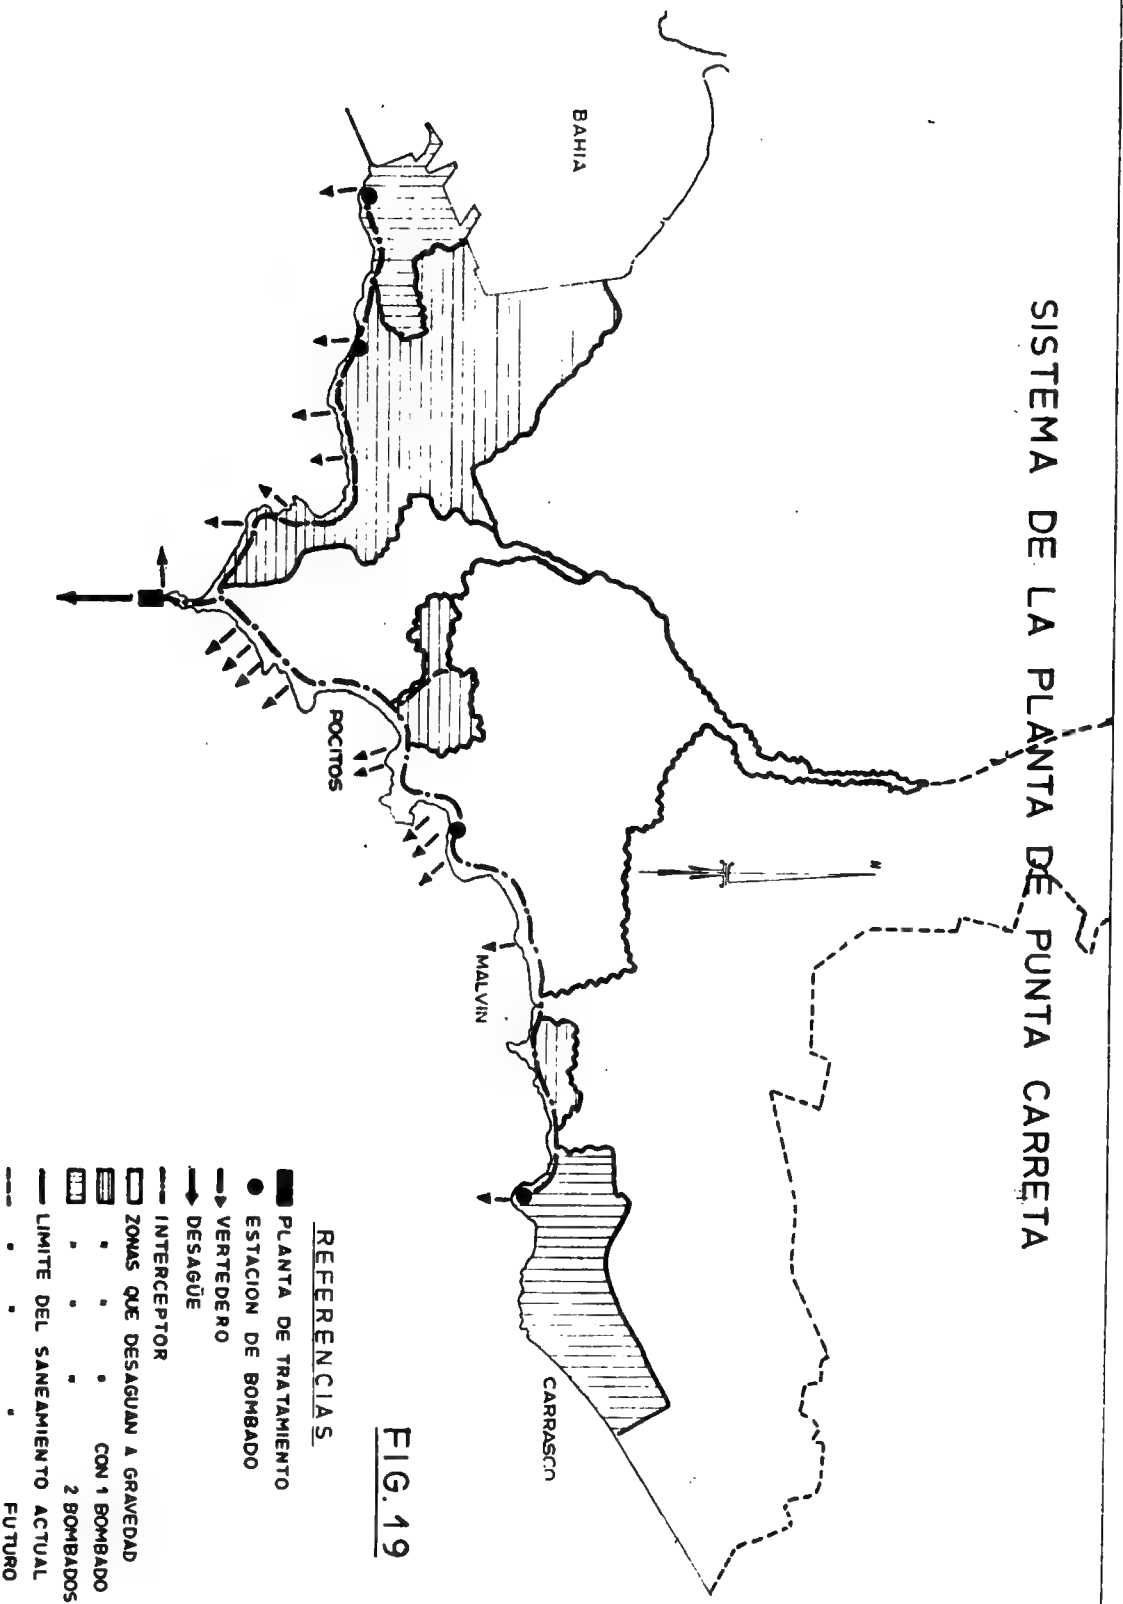 SISTEMA DE LA PLANTA DE PUNTA CARRETA
BAHIA
N
POCITOS
MALVIN
CARRASCO
FIG. 19
REFERENCIAS
PLANTA DE TRATAMIENTO
ESTACION DE BOMBADO
VERTEDERO
DESAGÜE
INTERCEPTOR
ZONAS QUE DESAGUAN A GRAVEDAD
" " " CON 1 BOMBADO
" " " 2 BOMBADOS
LIMITE DEL SANEAMIENTO ACTUAL
" " " FUTURO